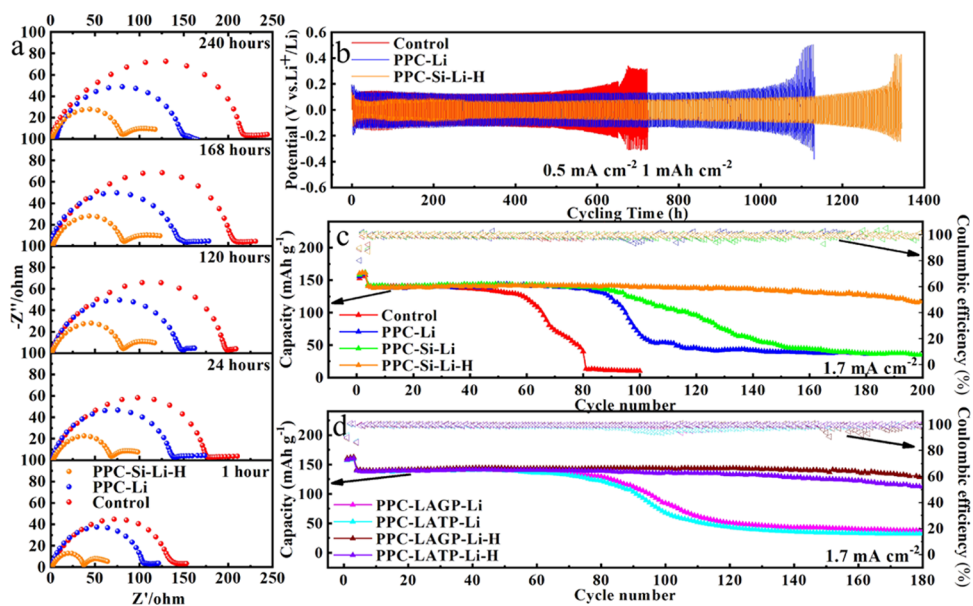 a
0 50 100 150 200 250
100
80
60
40
20
240 hours
100
80
60
40
20
168 hours
100
80
60
40
20
120 hours
100
80
60
40
20
24 hours
100
80
60
40
20
0
1 hour
PPC-Si-Li-H
PPC-Li
Control
0 50 100 150 200 250
Z'/ohm
-Z''/ohm
b
Control
PPC-Li
PPC-Si-Li-H
0.6
0.4
0.2
0.0
-0.2
-0.4
-0.6
Potential (V vs.Li+/Li)
0.5 mA cm-2 1 mAh cm-2
0 200 400 600 800 1000 1200 1400
Cycling Time (h)
c
200
150
100
50
0
Capacity (mAh g-1)
100
80
60
40
20
0
Coulumbic efficiency (%)
Control
PPC-Li
PPC-Si-Li
PPC-Si-Li-H
1.7 mA cm-2
0 20 40 60 80 100 120 140 160 180 200
Cycle number
d
200
150
100
50
0
Capacity (mAh g-1)
100
80
60
40
20
0
Coulombic efficiency (%)
PPC-LAGP-Li
PPC-LATP-Li
PPC-LAGP-Li-H
PPC-LATP-Li-H
1.7 mA cm-2
0 20 40 60 80 100 120 140 160 180
Cycle number